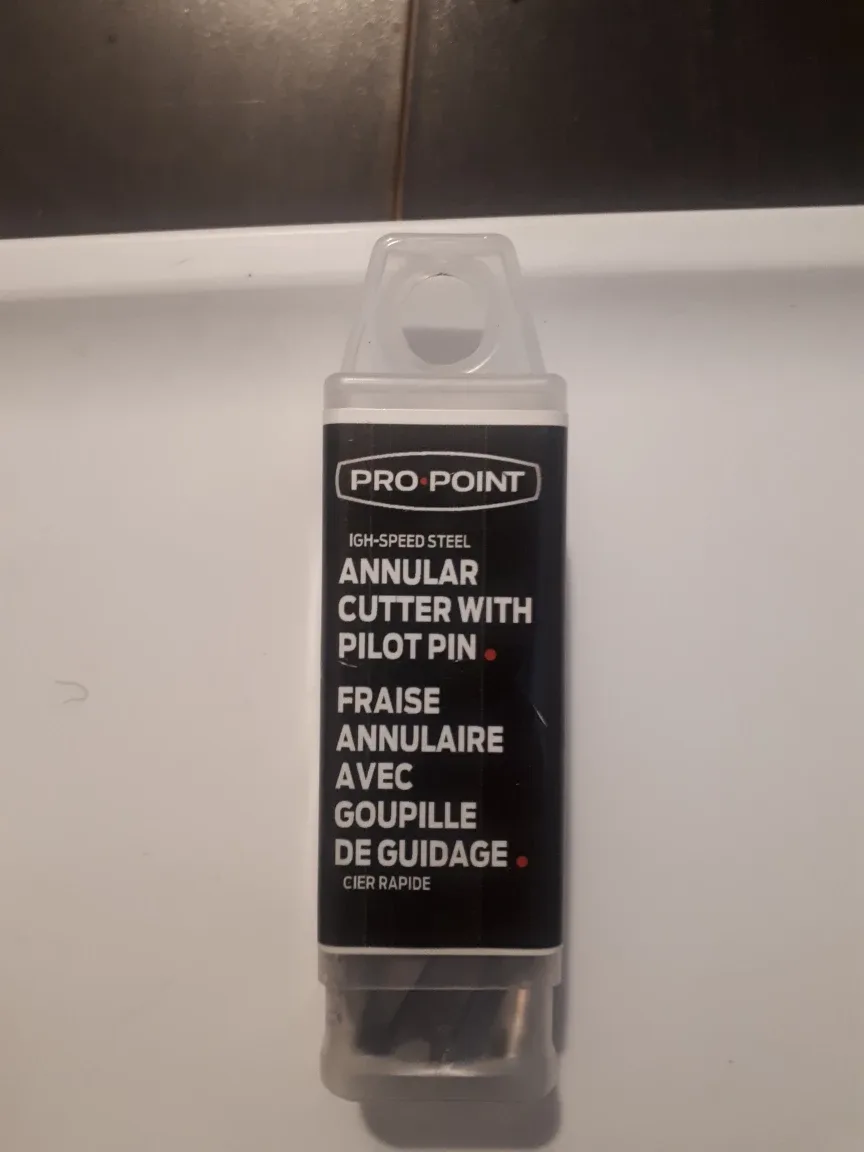 PRO•POINT
IGH-SPEED STEEL
ANNULAR
CUTTER WITH
PILOT PIN
FRAISE
ANNULAIRE
AVEC
GOUPILLE
DE GUIDAGE
CIER RAPIDE